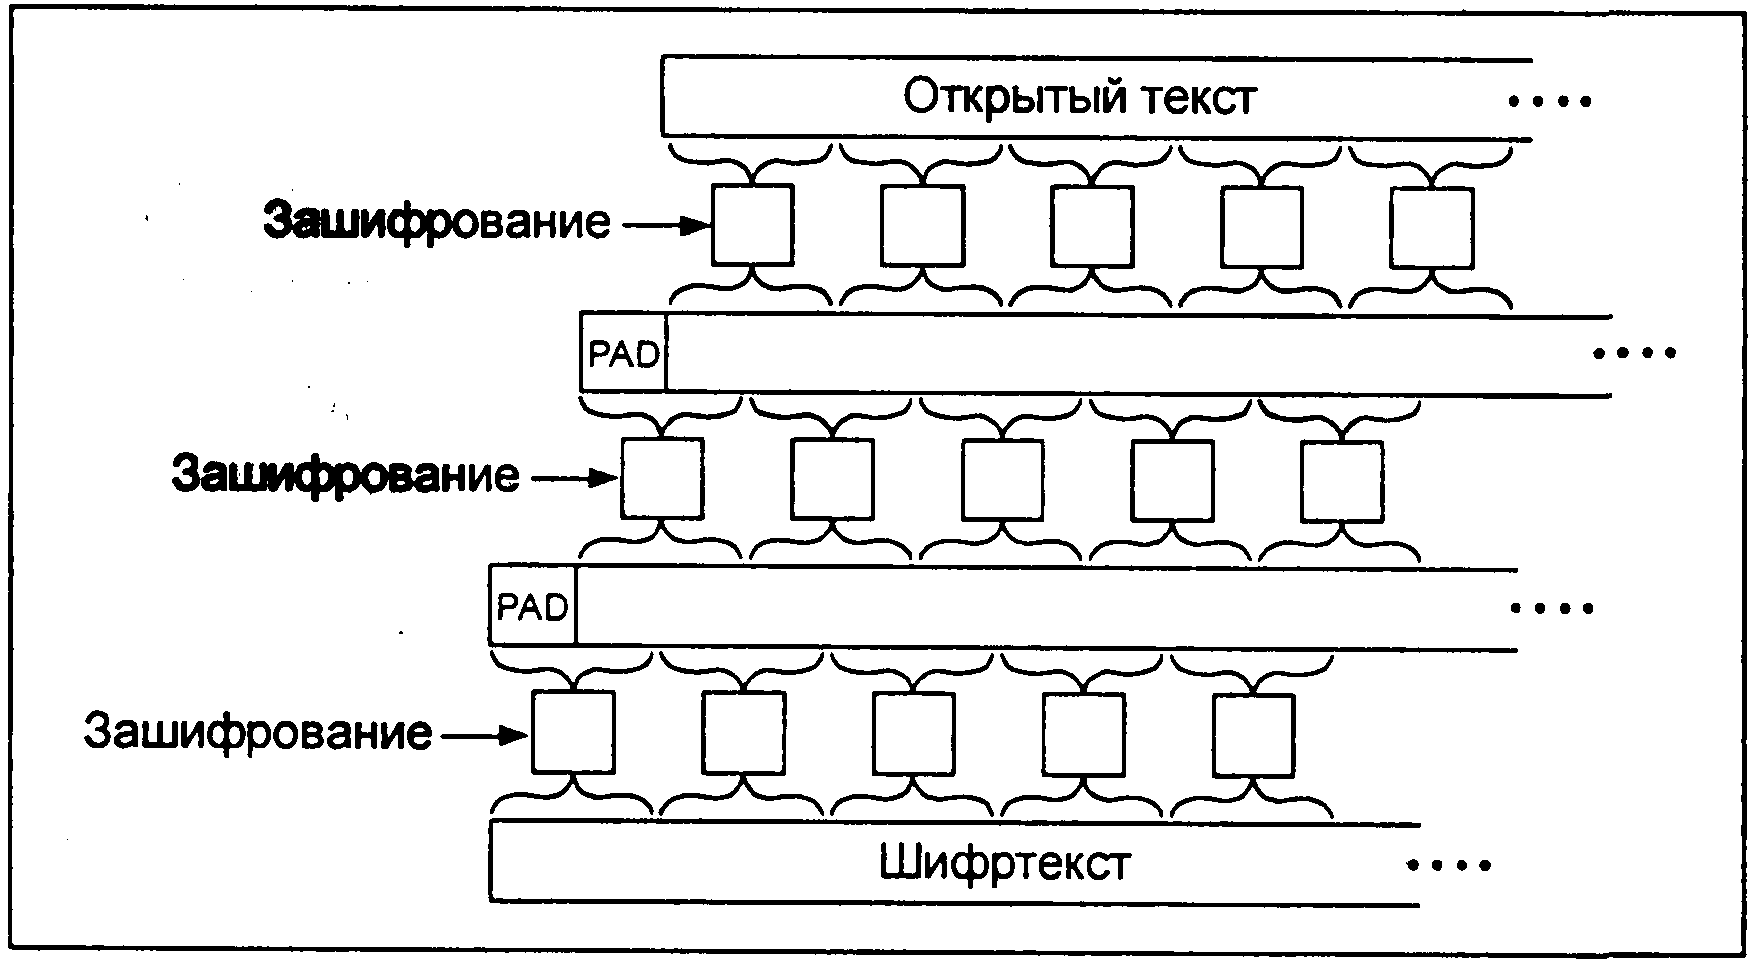 Открытый текст
Зашифрование
PAD
Зашифрование
PAD
Зашифрование
Шифртекст